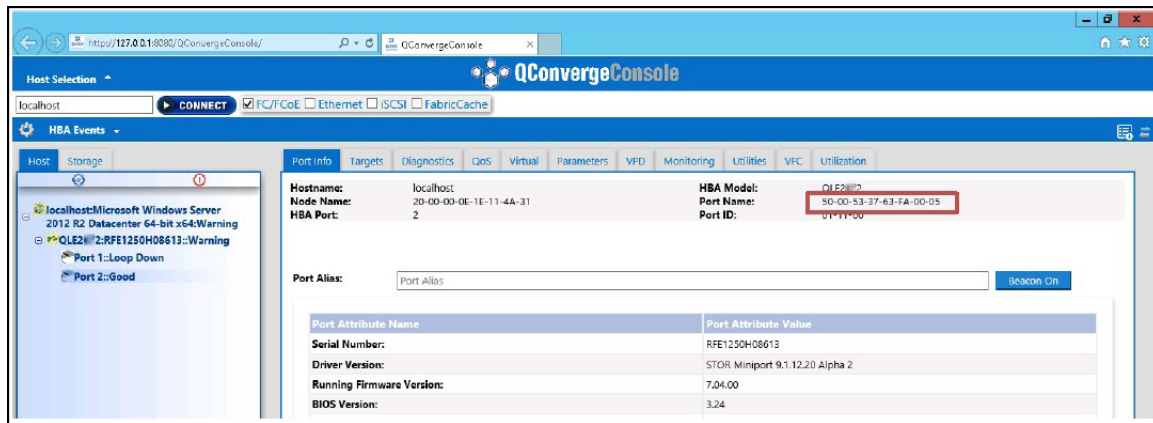 http://127.0.0.1:8080/QConvergeConsole/
QConvergeConsole
Host Selection
QConvergeConsole
localhost
CONNECT
FC/FCoE Ethernet iSCSI FabricCache
HBA Events
Host Storage
Port Info Targets Diagnostics QoS Virtual Parameters VPD Monitoring Utilities VFC Utilization
localhost:Microsoft Windows Server
2012 R2 Datacenter 64-bit x64:Warning
2:RFE1250H08613::Warning
Port 1::Loop Down
Port 2::Good
Hostname: localhost
Node Name: 20-00-00-0E-1E-11-4A-31
HBA Port: 2
HBA Model:
Port Name: 50-00-53-37-63-FA-00-05
Port ID:
Port Alias: Port Alias Beacon On
Port Attribute Name Port Attribute Value
Serial Number: RFE1250H08613
Driver Version: STOR Miniport 9.1.12.20 Alpha 2
Running Firmware Version: 7.04.00
BIOS Version: 3.24